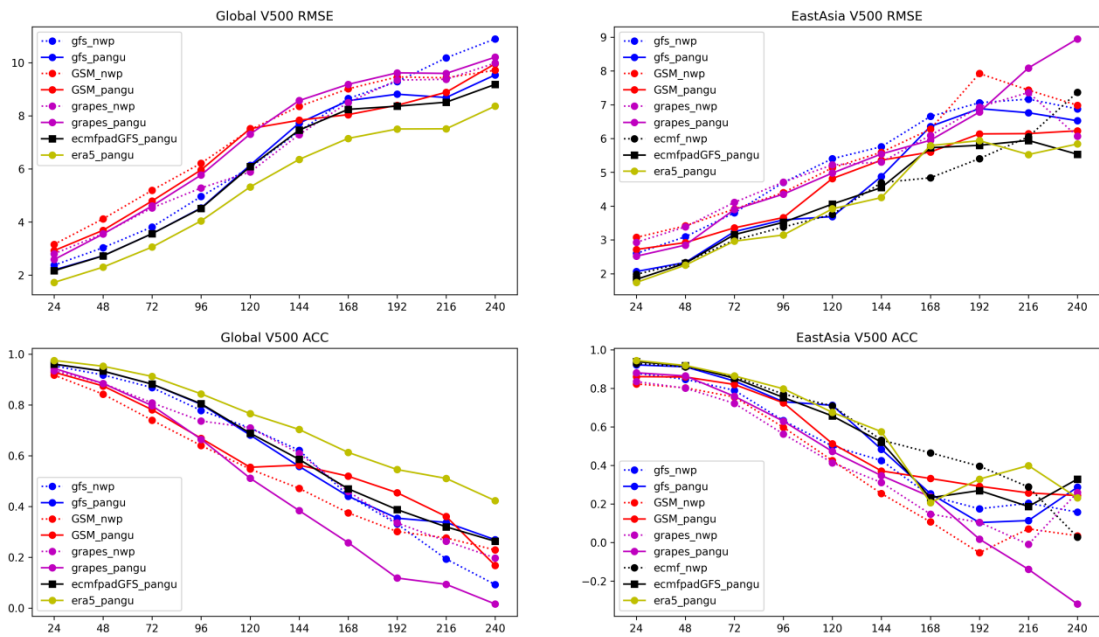 Global V500 RMSE
gfs_nwp
gfs_pangu
GSM_nwp
GSM_pangu
grapes_nwp
grapes_pangu
ecmfpadGFS_pangu
era5_pangu
10
8
6
4
2
24 48 72 96 120 144 168 192 216 240
EastAsia V500 RMSE
gfs_nwp
gfs_pangu
GSM_nwp
GSM_pangu
grapes_nwp
grapes_pangu
ecmf_nwp
ecmfpadGFS_pangu
era5_pangu
9
8
7
6
5
4
3
2
24 48 72 96 120 144 168 192 216 240
Global V500 ACC
1.0
0.8
0.6
0.4
0.2
0.0
gfs_nwp
gfs_pangu
GSM_nwp
GSM_pangu
grapes_nwp
grapes_pangu
ecmfpadGFS_pangu
era5_pangu
24 48 72 96 120 144 168 192 216 240
EastAsia V500 ACC
1.0
0.8
0.6
0.4
0.2
0.0
−0.2
gfs_nwp
gfs_pangu
GSM_nwp
GSM_pangu
grapes_nwp
grapes_pangu
ecmf_nwp
ecmfpadGFS_pangu
era5_pangu
24 48 72 96 120 144 168 192 216 240